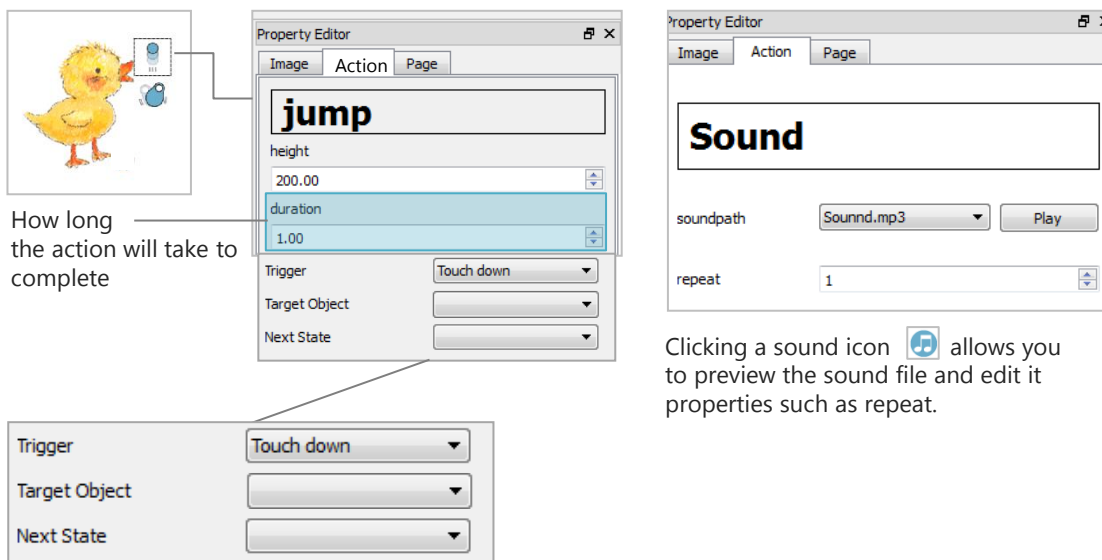 Property Editor
Image Action Page
jump
height
200.00
duration
1.00
How long
the action will take to
complete
Trigger Touch down
Target Object
Next State
Trigger Touch down
Target Object
Next State
Property Editor
Image Action Page
Sound
soundpath Sounnd.mp3 Play
repeat 1
Clicking a sound icon allows you
to preview the sound file and edit it
properties such as repeat.